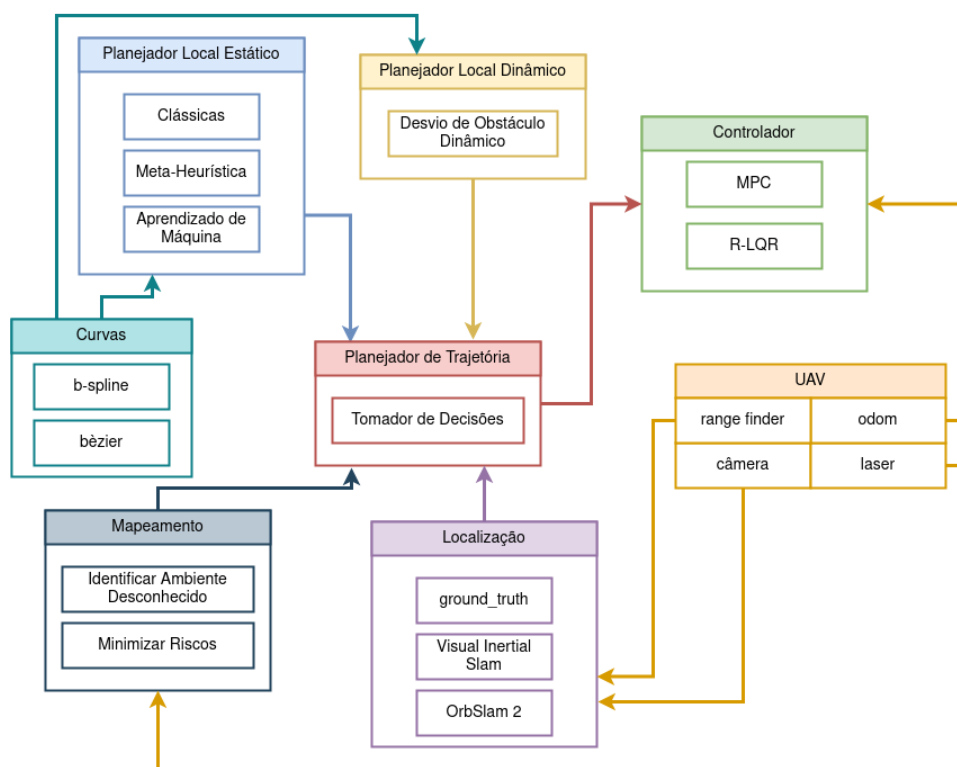 Planejador Local Estático
Clássicas
Meta-Heurística
Aprendizado de
Máquina
Planejador Local Dinâmico
Desvio de Obstáculo
Dinâmico
Controlador
MPC
R-LQR
Curvas
b-spline
bèzier
Planejador de Trajetória
Tomador de Decisões
UAV
range finder
odom
câmera
laser
Mapeamento
Identificar Ambiente
Desconhecido
Minimizar Riscos
Localização
ground_truth
Visual Inertial
Slam
OrbSlam 2